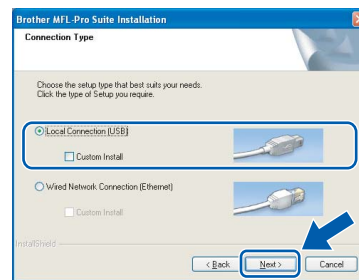 Brother MFL-Pro Suite Installation
Connection Type
Choose the setup type that best suits your needs.
Click the type of Setup you require.
Local Connection (USB)
Custom Install
Wired Network Connection (Ethernet)
Custom Install
InstallShield
< Back
Next >
Cancel